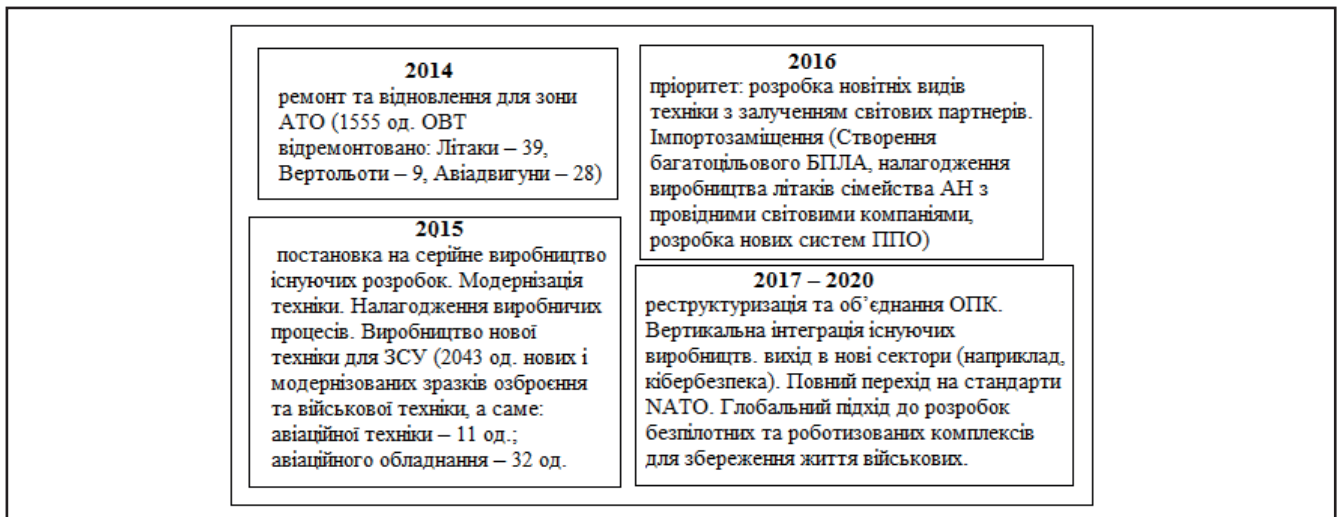 2014
ремонт та відновлення для зони
АТО (1555 од. ОВТ
відремонтовано: Літаки – 39,
Вертольоти – 9, Авіадвигуни – 28)
2015
постановка на серійне виробництво
існуючих розробок. Модернізація
техніки. Налагодження виробничих
процесів. Виробництво нової
техніки для ЗСУ (2043 од. нових і
модернізованих зразків озброєння
та військової техніки, а саме:
авіаційної техніки – 11 од.;
авіаційного обладнання – 32 од.
2016
пріоритет: розробка новітніх видів
техніки з залученням світових партнерів.
Імпортозаміщення (Створення
багатоцільового БПЛА, налагодження
виробництва літаків сімейства АН з
провідними світовими компаніями,
розробка нових систем ППО)
2017 – 2020
реструктуризація та об’єднання ОПК.
Вертикальна інтеграція існуючих
виробництв. вихід в нові сектори (наприклад,
кібербезпека). Повний перехід на стандарти
NATO. Глобальний підхід до розробок
безпілотних та роботизованих комплексів
для збереження життя військових.